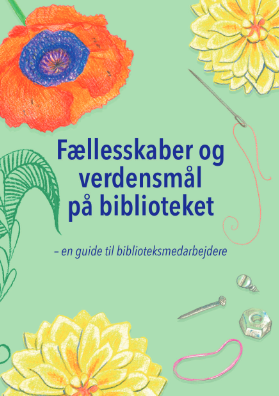 Fællesskaber og
verdensmål
på biblioteket
– en guide til biblioteksmedarbejdere